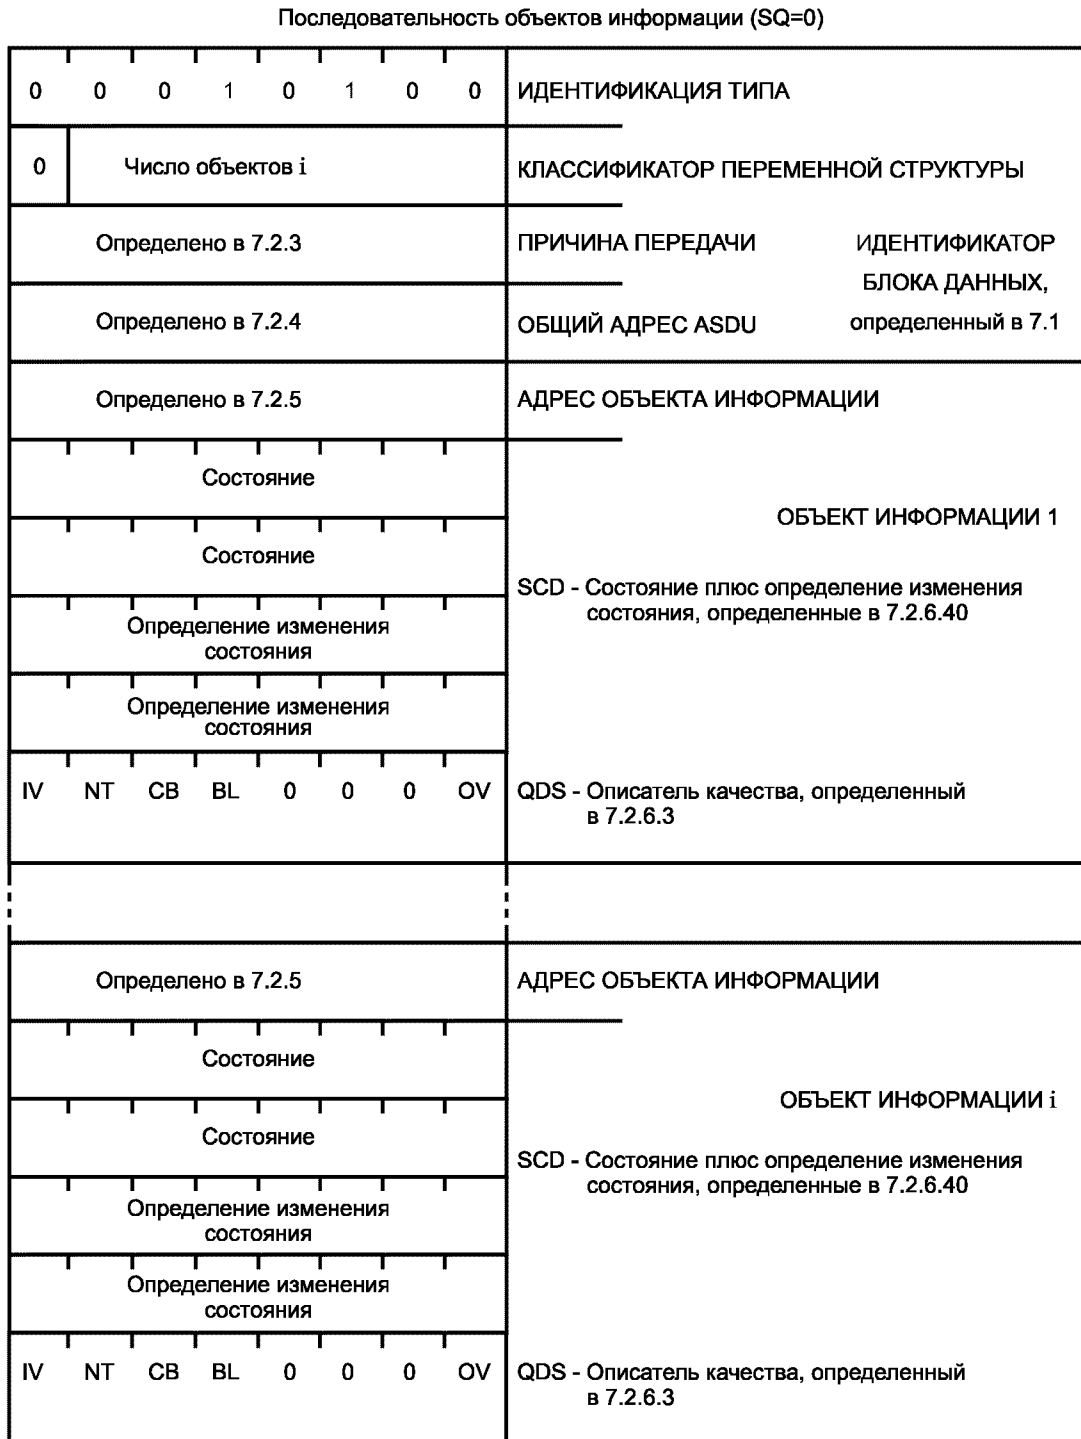 Последовательность объектов информации (SQ=0)
0 0 0 1 0 1 0 0 ИДЕНТИФИКАЦИЯ ТИПА
0 Число объектов i КЛАССИФИКАТОР ПЕРЕМЕННОЙ СТРУКТУРЫ
Определено в 7.2.3 ПРИЧИНА ПЕРЕДАЧИ ИДЕНТИФИКАТОР
БЛОКА ДАННЫХ,
Определено в 7.2.4 ОБЩИЙ АДРЕС ASDU определенный в 7.1
Определено в 7.2.5 АДРЕС ОБЪЕКТА ИНФОРМАЦИИ
Состояние
ОБЪЕКТ ИНФОРМАЦИИ 1
Состояние
SCD - Состояние плюс определение изменения
состояния, определенные в 7.2.6.40
Определение изменения
состояния
Определение изменения
состояния
IV NT CB BL 0 0 0 OV QDS - Описатель качества, определенный
в 7.2.6.3
Определено в 7.2.5 АДРЕС ОБЪЕКТА ИНФОРМАЦИИ
Состояние
ОБЪЕКТ ИНФОРМАЦИИ i
Состояние
SCD - Состояние плюс определение изменения
состояния, определенные в 7.2.6.40
Определение изменения
состояния
Определение изменения
состояния
IV NT CB BL 0 0 0 OV QDS - Описатель качества, определенный
в 7.2.6.3